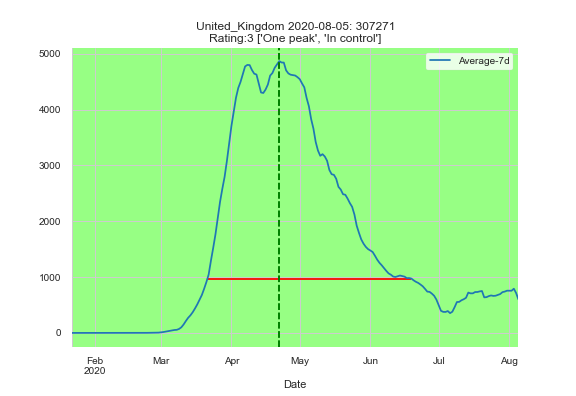 United_Kingdom 2020-08-05: 307271
Rating:3 ['One peak', 'In control']
Average-7d
5000
4000
3000
2000
1000
0
Feb Mar Apr May Jun Jul Aug
2020
Date